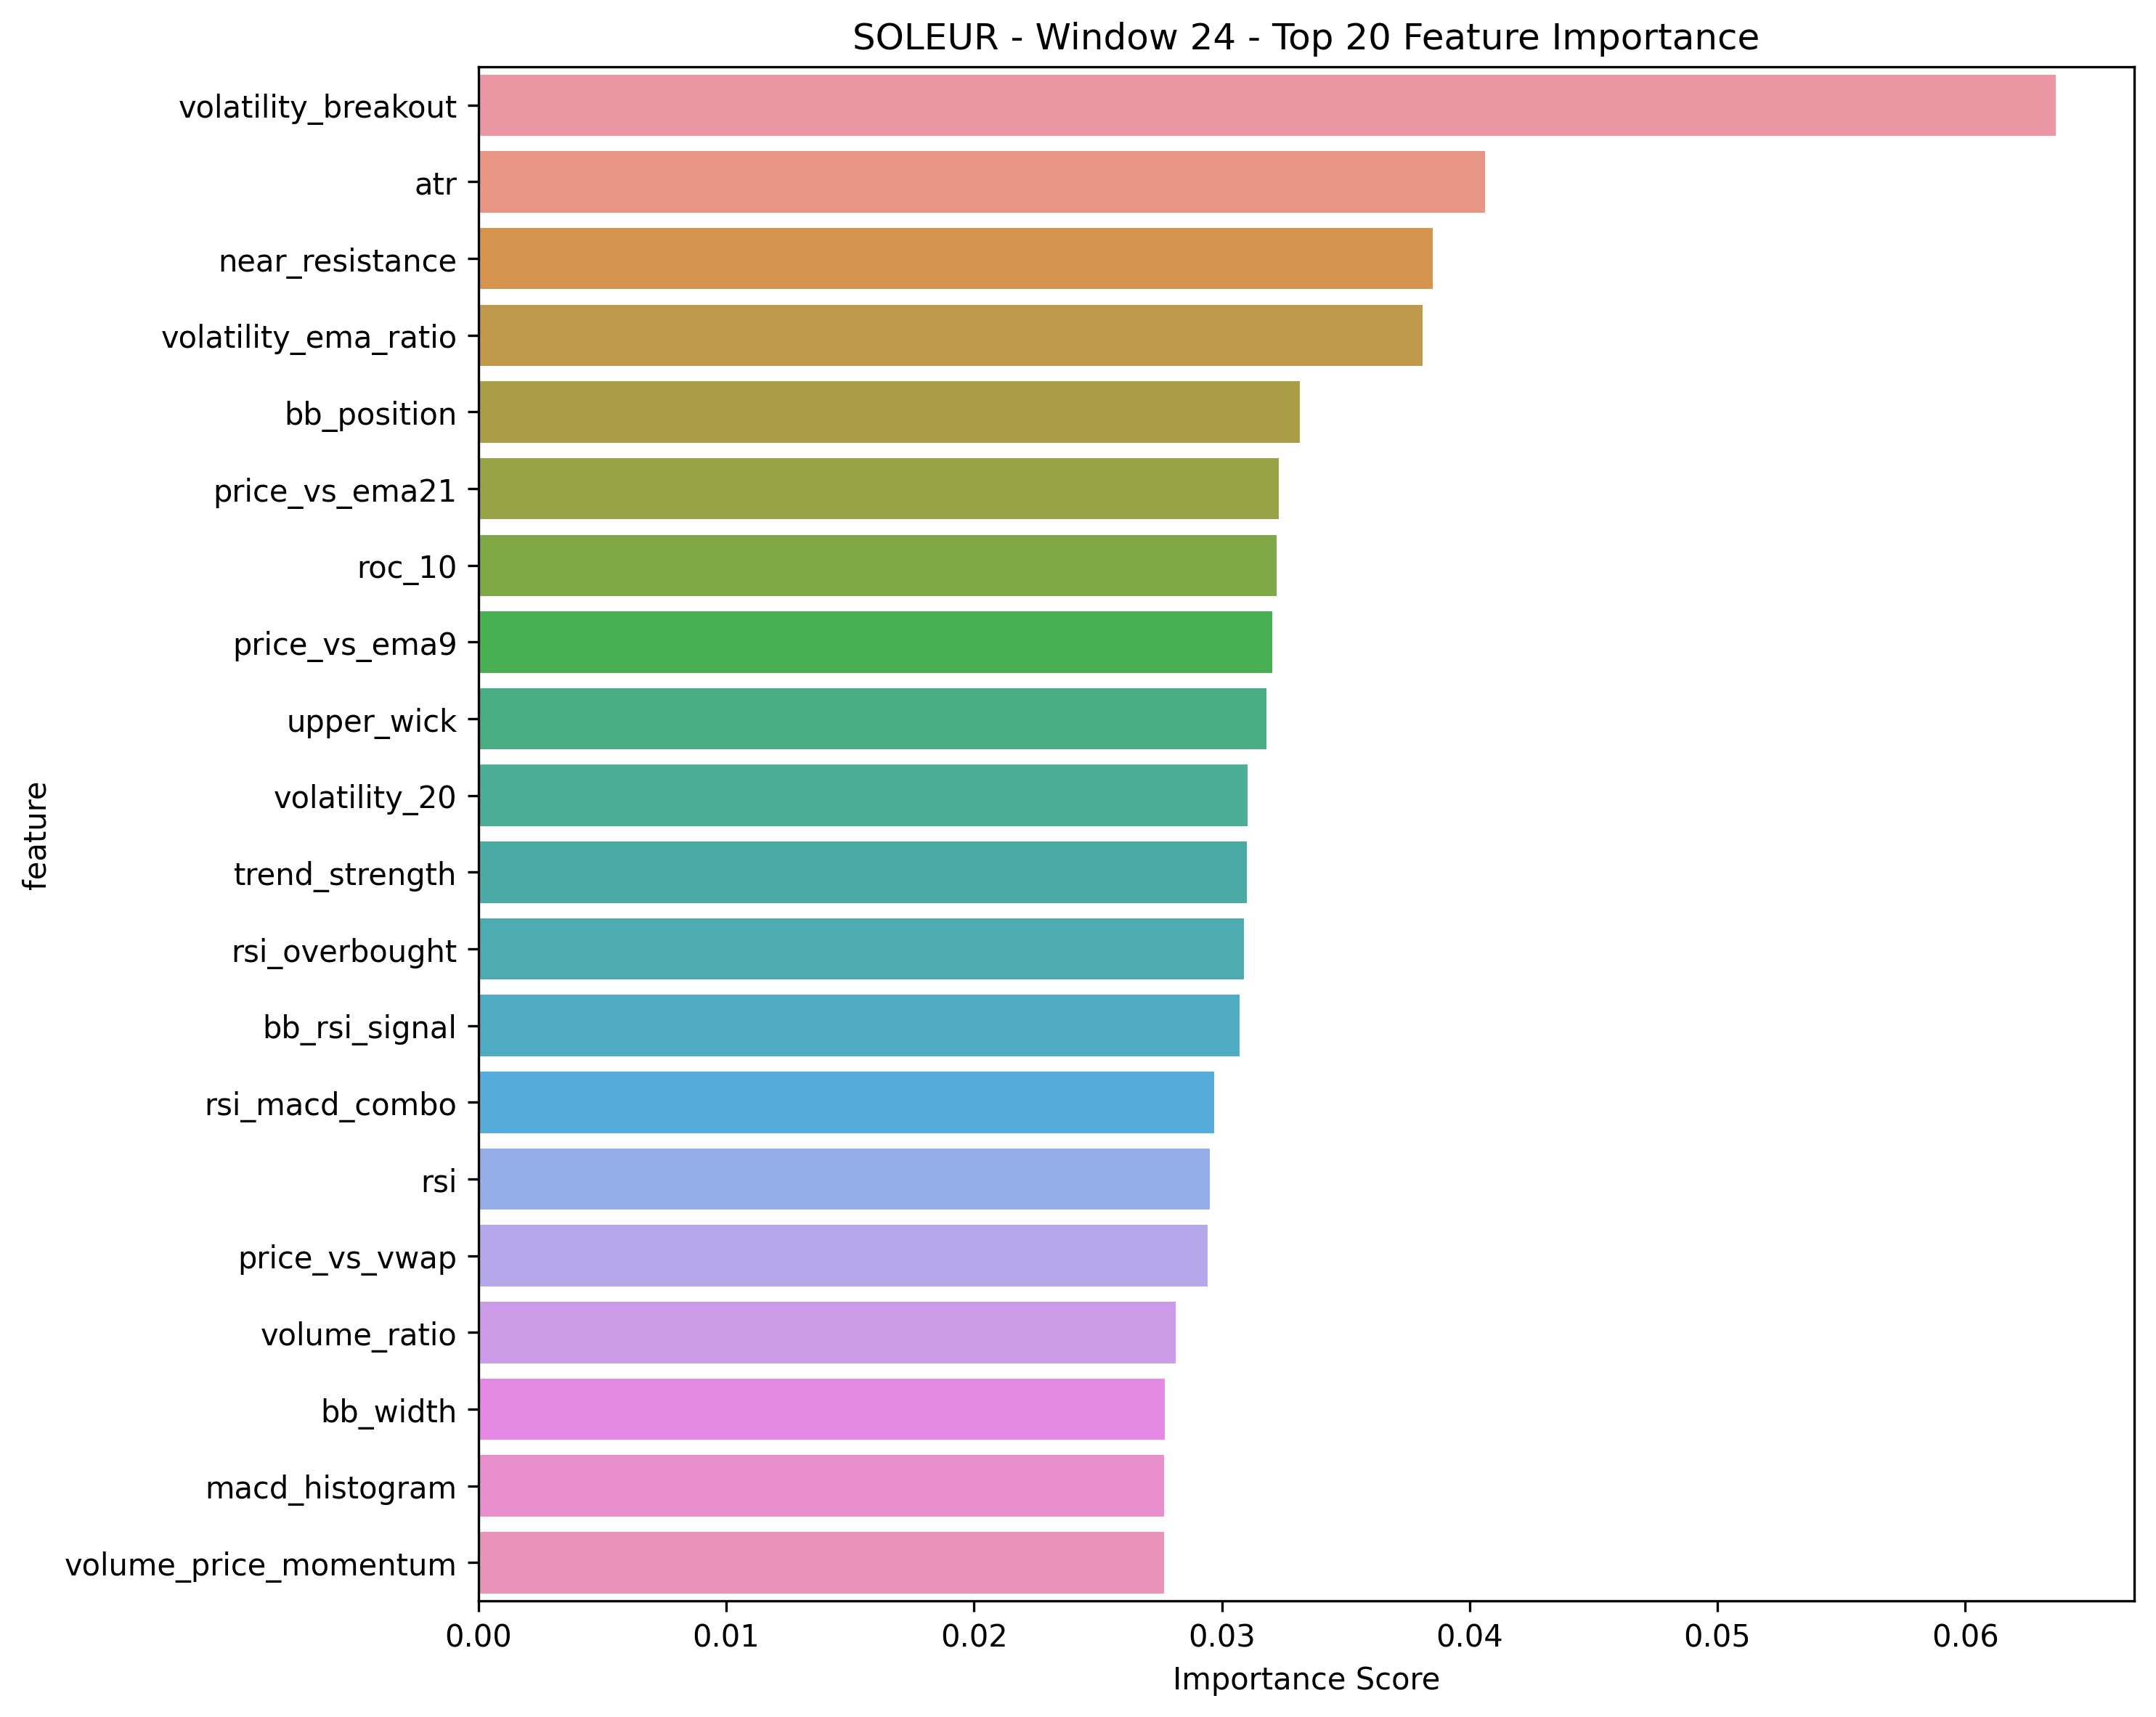 SOLEUR - Window 24 - Top 20 Feature Importance
volatility_breakout
atr
near_resistance
volatility_ema_ratio
bb_position
price_vs_ema21
roc_10
price_vs_ema9
upper_wick
volatility_20
trend_strength
rsi_overbought
bb_rsi_signal
rsi_macd_combo
rsi
price_vs_vwap
volume_ratio
bb_width
macd_histogram
volume_price_momentum
feature
0.00 0.01 0.02 0.03 0.04 0.05 0.06
Importance Score